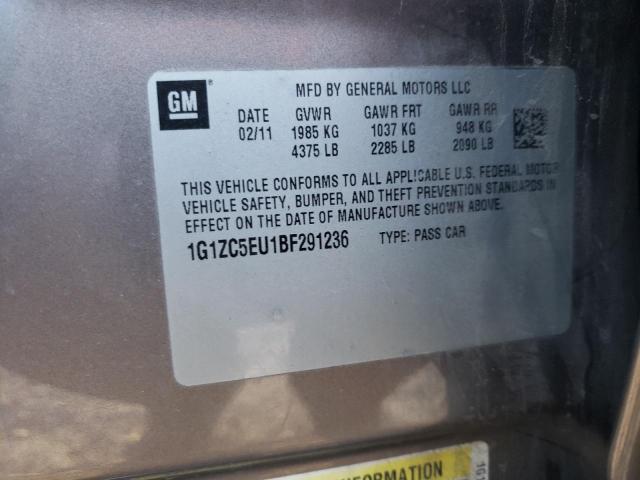 GM
MFD BY GENERAL MOTORS LLC
DATE GVWR GAWR FRT GAWR RR
02/11 1985 KG 1037 KG 948 KG
4375 LB 2285 LB 2090 LB
THIS VEHICLE CONFORMS TO ALL APPLICABLE U.S. FEDERAL MOTOR
VEHICLE SAFETY, BUMPER, AND THEFT PREVENTION STANDARDS IN
EFFECT ON THE DATE OF MANUFACTURE SHOWN ABOVE.
1G1ZC5EU1BF291236 TYPE: PASS CAR
INFORMATION